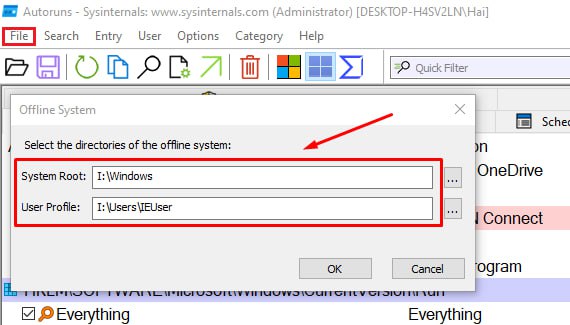 Autoruns - Sysinternals: www.sysinternals.com (Administrator) [DESKTOP-H4SV2LN\Hai]
File Search Entry User Options Category Help
Quick Filter
Offline System
Sched
Select the directories of the offline system:
System Root: I:\Windows ...
User Profile: I:\Users\IEUser ...
OneDrive
Connect
OK Cancel
HKLM\SOFTWARE\Microsoft\Windows\CurrentVersion\Run
Everything Everything